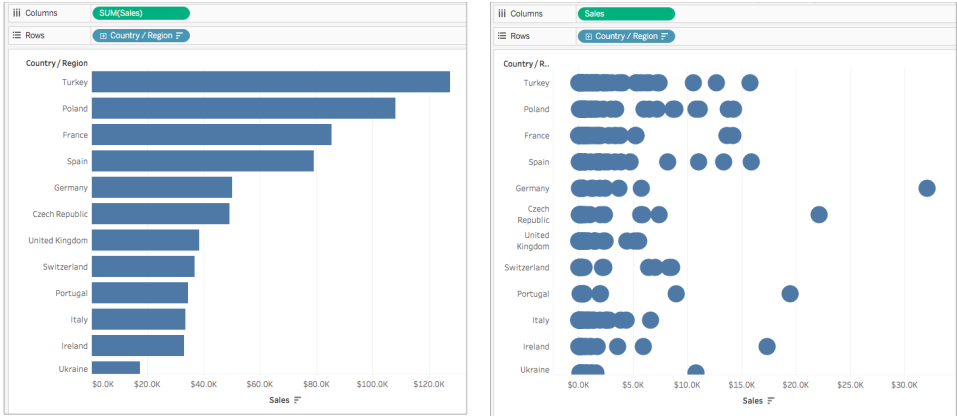 Columns
SUM(Sales)
Rows
Country / Region
Country / Region
Turkey
Poland
France
Spain
Germany
Czech Republic
United Kingdom
Switzerland
Portugal
Italy
Ireland
Ukraine
$0.0K $20.0K $40.0K $60.0K $80.0K $100.0K $120.0K
Sales
Columns
Sales
Rows
Country / Region
Country / R..
Turkey
Poland
France
Spain
Germany
Czech
Republic
United
Kingdom
Switzerland
Portugal
Italy
Ireland
Ukraine
$0.0K $5.0K $10.0K $15.0K $20.0K $25.0K $30.0K
Sales